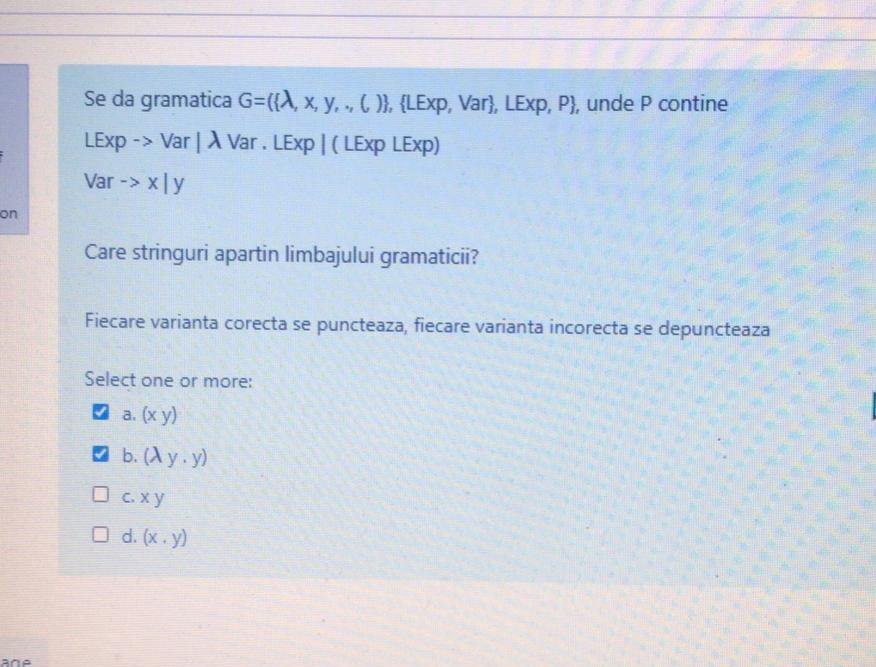 Se da gramatica G=({λ, x, y, ., (, )}, {LExp, Var}, LExp, P}, unde P contine
LExp -> Var | λ Var . LExp | ( LExp LExp)
Var -> x | y
on
Care stringuri apartin limbajului gramaticii?
Fiecare varianta corecta se puncteaza, fiecare varianta incorecta se depuncteaza
Select one or more:
a. (x y)
b. (λ y . y)
c. x y
d. (x . y)
age